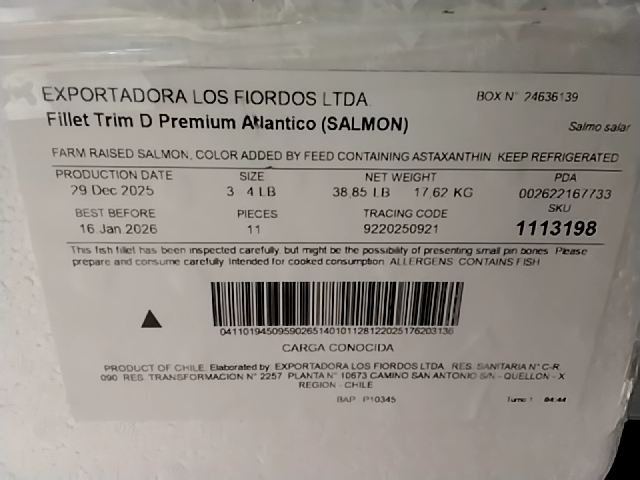 EXPORTADORA LOS FIORDOS LTDA
BOX N° 24636139
Fillet Trim D Premium Atlantico (SALMON)
Salmo salar
FARM RAISED SALMON, COLOR ADDED BY FEED CONTAINING ASTAXANTHIN KEEP REFRIGERATED
PRODUCTION DATE SIZE NET WEIGHT PDA
29 Dec 2025 3 4 LB 38,85 LB 17,62 KG 002622167733
BEST BEFORE PIECES TRACING CODE SKU
16 Jan 2026 11 9220250921 1113198
This fish fillet has been inspected carefully, but might be the possibility of presenting small pin bones. Please
prepare and consume carefully. Intended for cooked consumption. ALLERGENS: CONTAINS FISH
04110194509590265140101128122025176203136
CARGA CONOCIDA
PRODUCT OF CHILE. Elaborated by: EXPORTADORA LOS FIORDOS LTDA. RES. SANITARIA N° C-R
090 RES. TRANSFORMACION N° 2257 PLANTA N° 10673 CAMINO SAN ANTONIO S/N - QUELLON - X
REGION - CHILE
BAP P10345
Turno 1 04:44